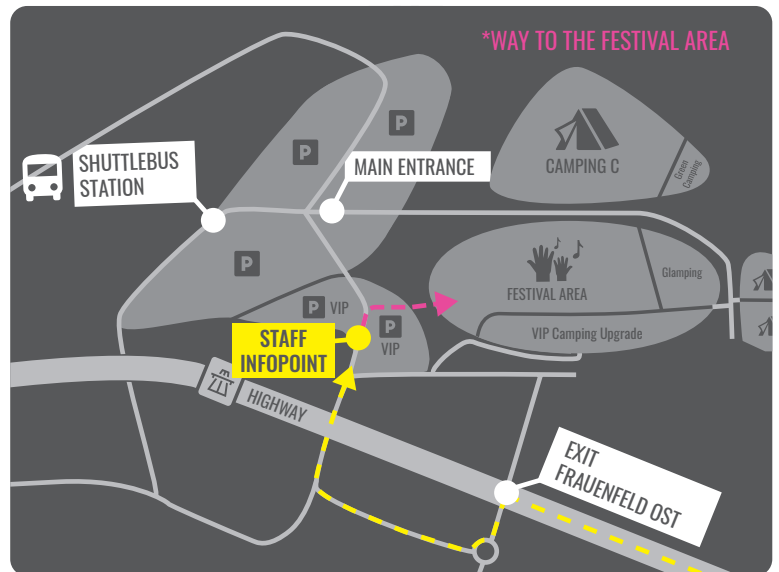 *WAY TO THE FESTIVAL AREA
P
P
CAMPING C
Green
Camping
SHUTTLEBUS
STATION
MAIN ENTRANCE
P
FESTIVAL AREA
Glamping
P VIP
P
VIP
VIP Camping Upgrade
STAFF
INFOPOINT
HIGHWAY
EXIT
FRAUENFELD OST